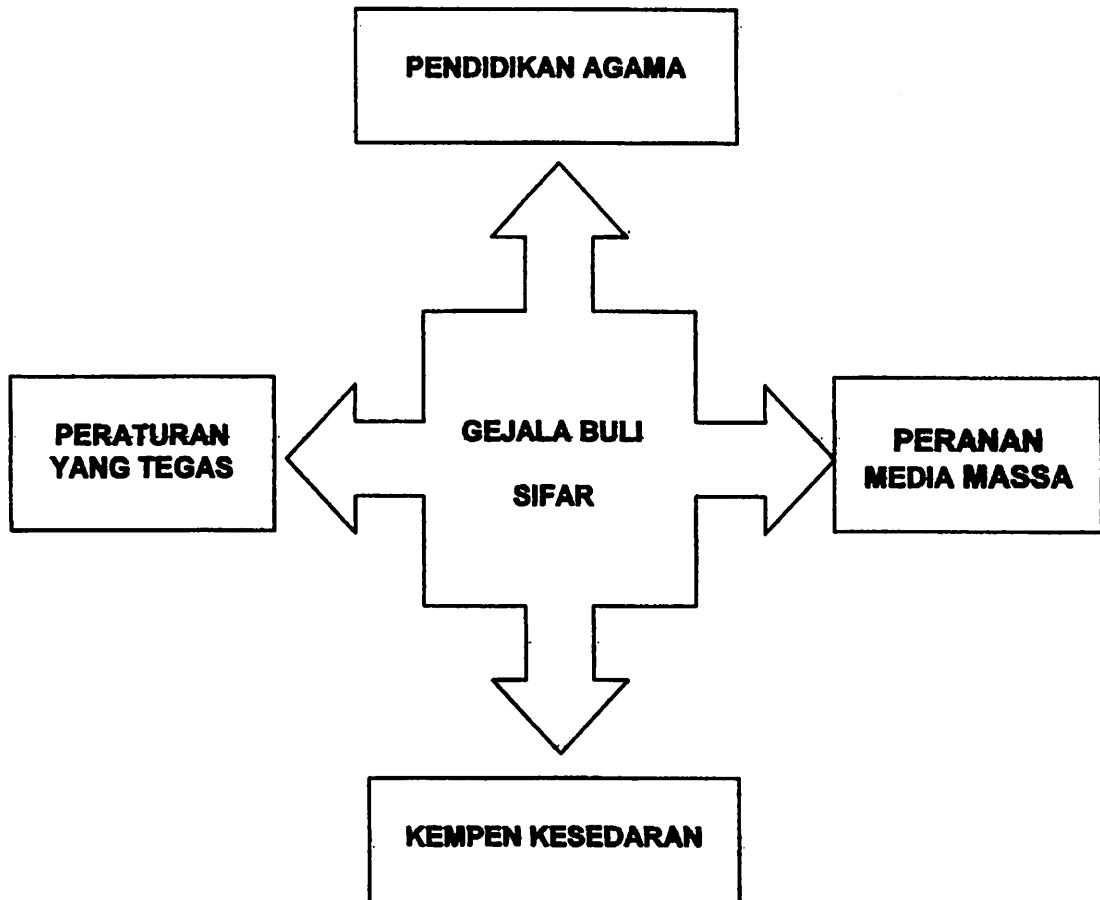 PENDIDIKAN AGAMA
PERATURAN
YANG TEGAS
GEJALA BULI
SIFAR
PERANAN
MEDIA MASSA
KEMPEN KESEDARAN